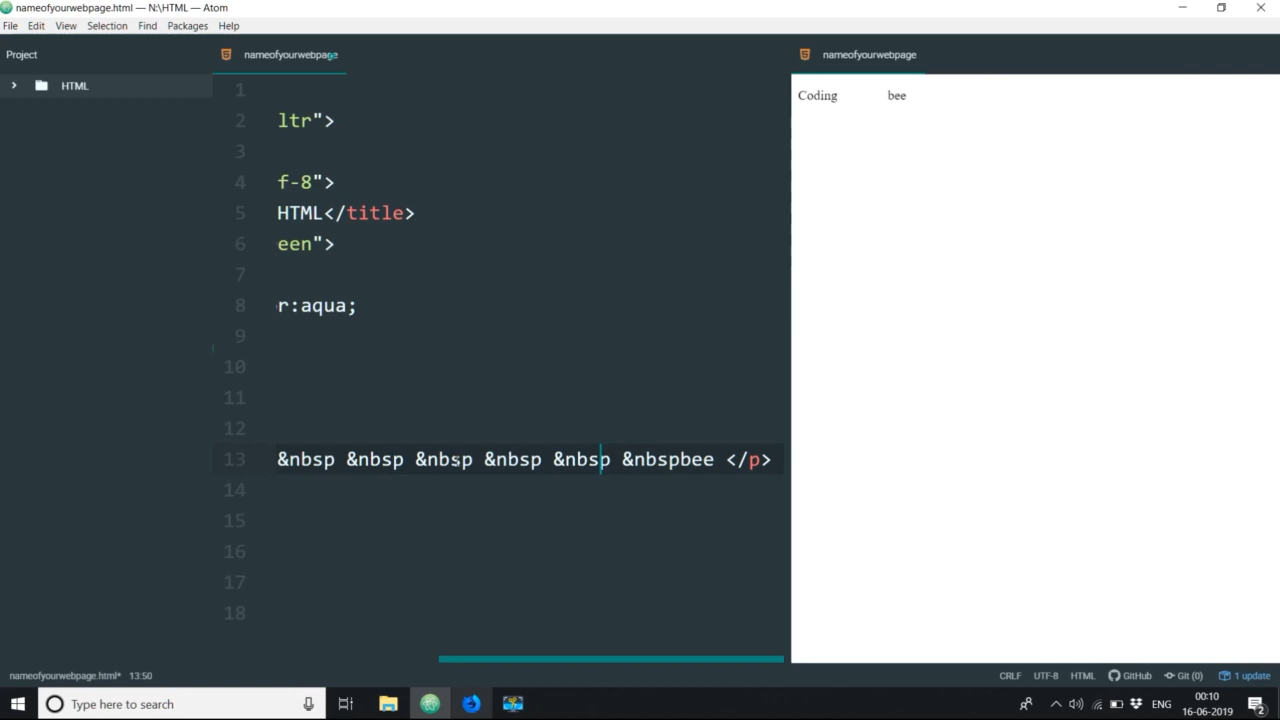 nameofyourwebpage.html — N:\HTML — Atom
File Edit View Selection Find Packages Help
Project
nameofyourwebpage
nameofyourwebpage
HTML
Coding bee
1
2 ltr">
3
4 f-8">
5 HTML</title>
6 een">
7
8 r:aqua;
9
10
11
12
13 &nbsp &nbsp &nbsp &nbsp &nbsp &nbspbee </p>
14
15
16
17
18
nameofyourwebpage.html* 13:50
CRLF UTF-8 HTML GitHub Git (0) 1 update
Type here to search
ENG
00:10
16-06-2019
2